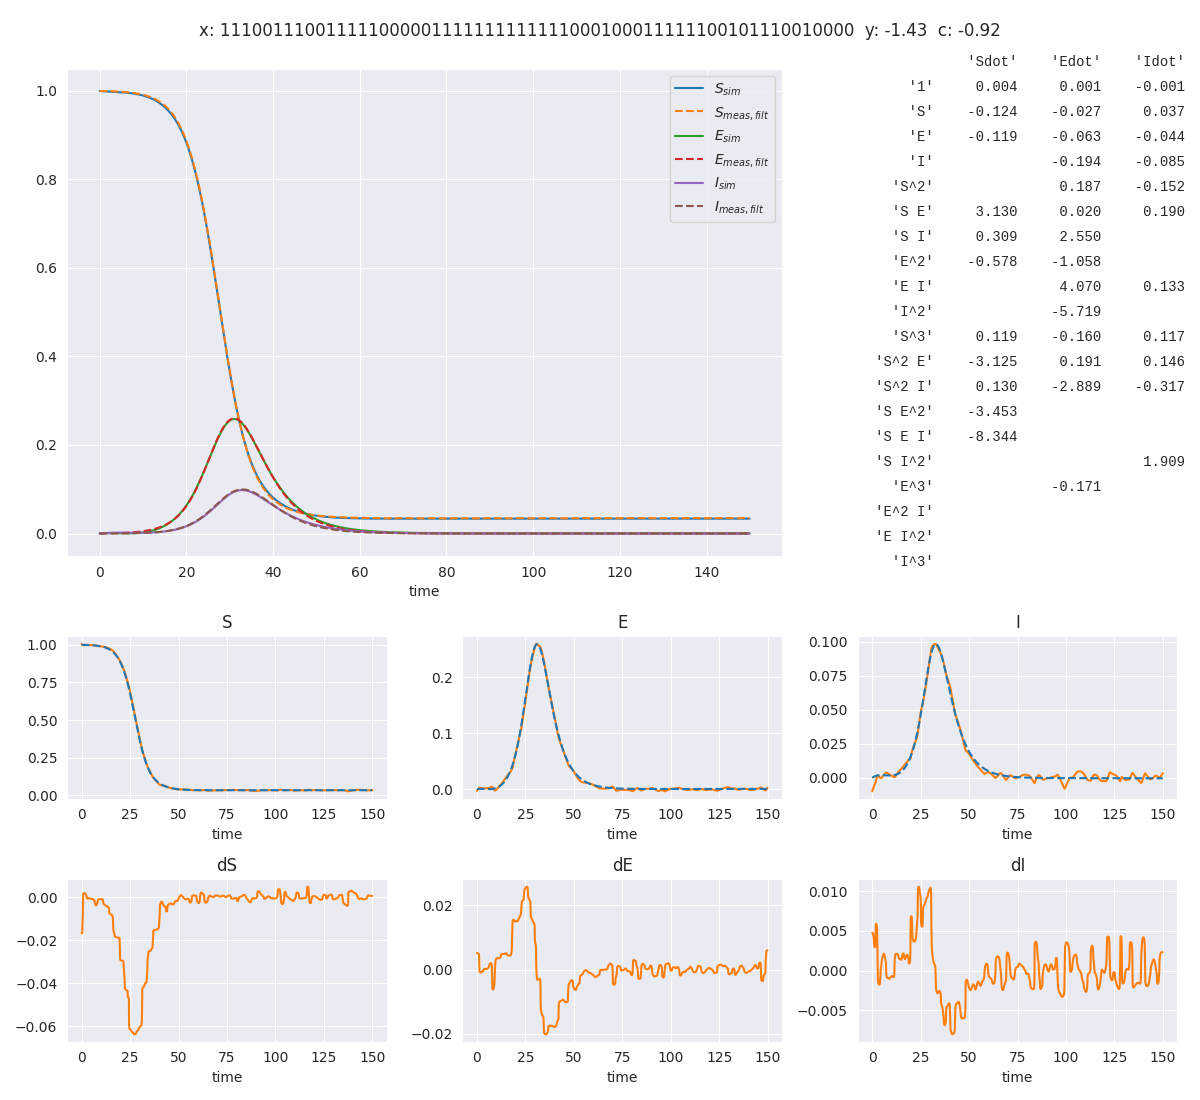 x: 111001110011111000001111111111111000100011111100101110010000  y: -1.43  c: -0.92
1.0
0.8
0.6
0.4
0.2
0.0
0 20 40 60 80 100 120 140
time
S_sim
S_meas,filt
E_sim
E_meas,filt
I_sim
I_meas,filt
'Sdot' 'Edot' 'Idot'
'1' 0.004 0.001 -0.001
'S' -0.124 -0.027 0.037
'E' -0.119 -0.063 -0.044
'I' -0.194 -0.085
'S^2' 0.187 -0.152
'S E' 3.130 0.020 0.190
'S I' 0.309 2.550
'E^2' -0.578 -1.058
'E I' 4.070 0.133
'I^2' -5.719
'S^3' 0.119 -0.160 0.117
'S^2 E' -3.125 0.191 0.146
'S^2 I' 0.130 -2.889 -0.317
'S E^2' -3.453
'S E I' -8.344
'S I^2' 1.909
'E^3' -0.171
'E^2 I'
'E I^2'
'I^3'
S
1.00
0.75
0.50
0.25
0.00
0 25 50 75 100 125 150
time
E
0.2
0.1
0.0
0 25 50 75 100 125 150
time
I
0.100
0.075
0.050
0.025
0.000
0 25 50 75 100 125 150
time
dS
0.00
−0.02
−0.04
−0.06
0 25 50 75 100 125 150
time
dE
0.02
0.00
−0.02
0 25 50 75 100 125 150
time
dI
0.010
0.005
0.000
−0.005
0 25 50 75 100 125 150
time